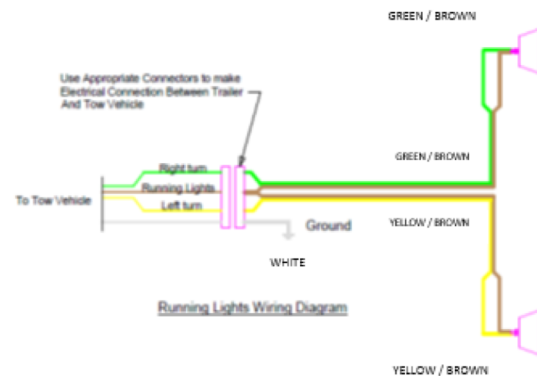 GREEN / BROWN
Use Appropriate Connectors to make
Electrical Connection Between Trailer
And Tow Vehicle
GREEN / BROWN
Right turn
Running Lights
To Tow Vehicle
Left turn
YELLOW / BROWN
Ground
WHITE
Running Lights Wiring Diagram
YELLOW / BROWN